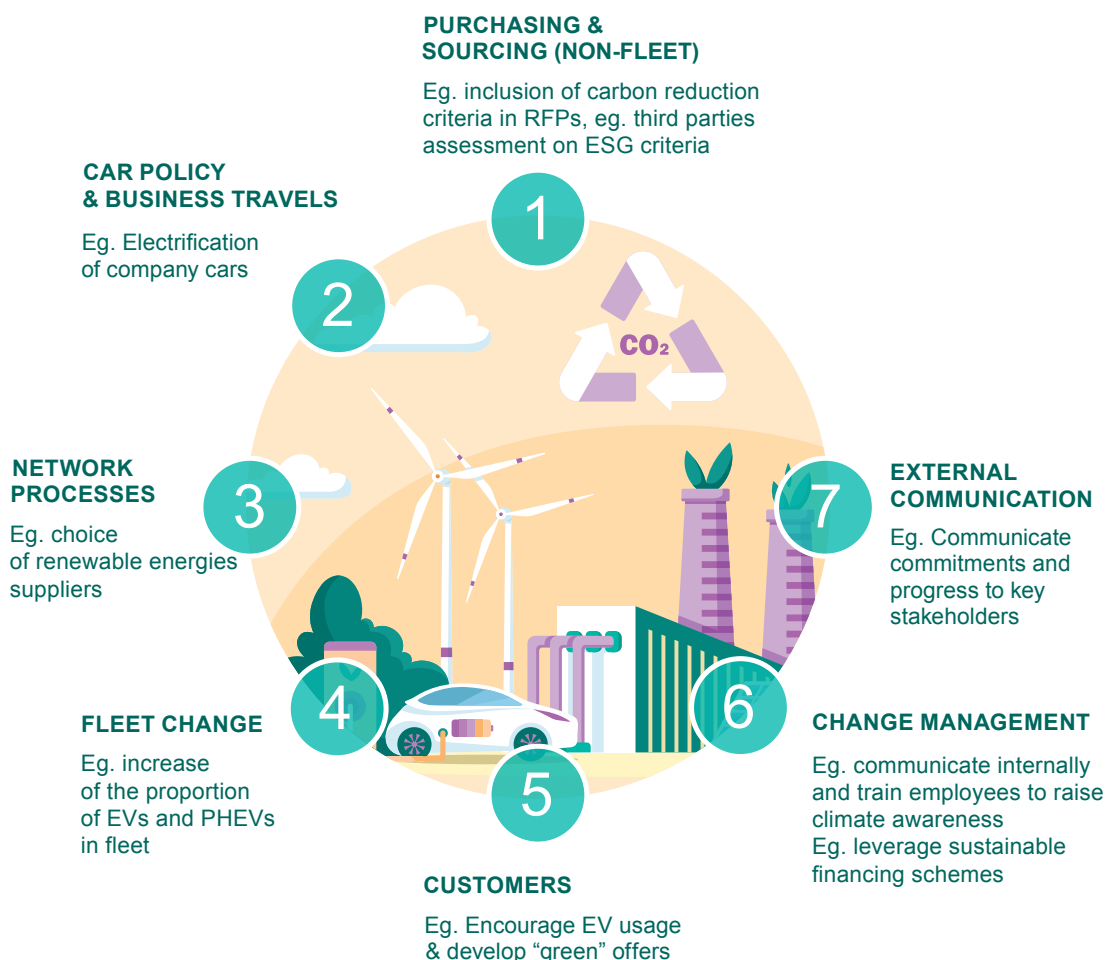 PURCHASING &
SOURCING (NON-FLEET)
Eg. inclusion of carbon reduction
criteria in RFPs, eg. third parties
assessment on ESG criteria
1
CAR POLICY
& BUSINESS TRAVELS
Eg. Electrification
of company cars
2
CO₂
NETWORK
PROCESSES
Eg. choice
of renewable energies
suppliers
3
FLEET CHANGE
Eg. increase
of the proportion
of EVs and PHEVs
in fleet
4
5
CUSTOMERS
Eg. Encourage EV usage
& develop “green” offers
6
CHANGE MANAGEMENT
Eg. communicate internally
and train employees to raise
climate awareness
Eg. leverage sustainable
financing schemes
7
EXTERNAL
COMMUNICATION
Eg. Communicate
commitments and
progress to key
stakeholders